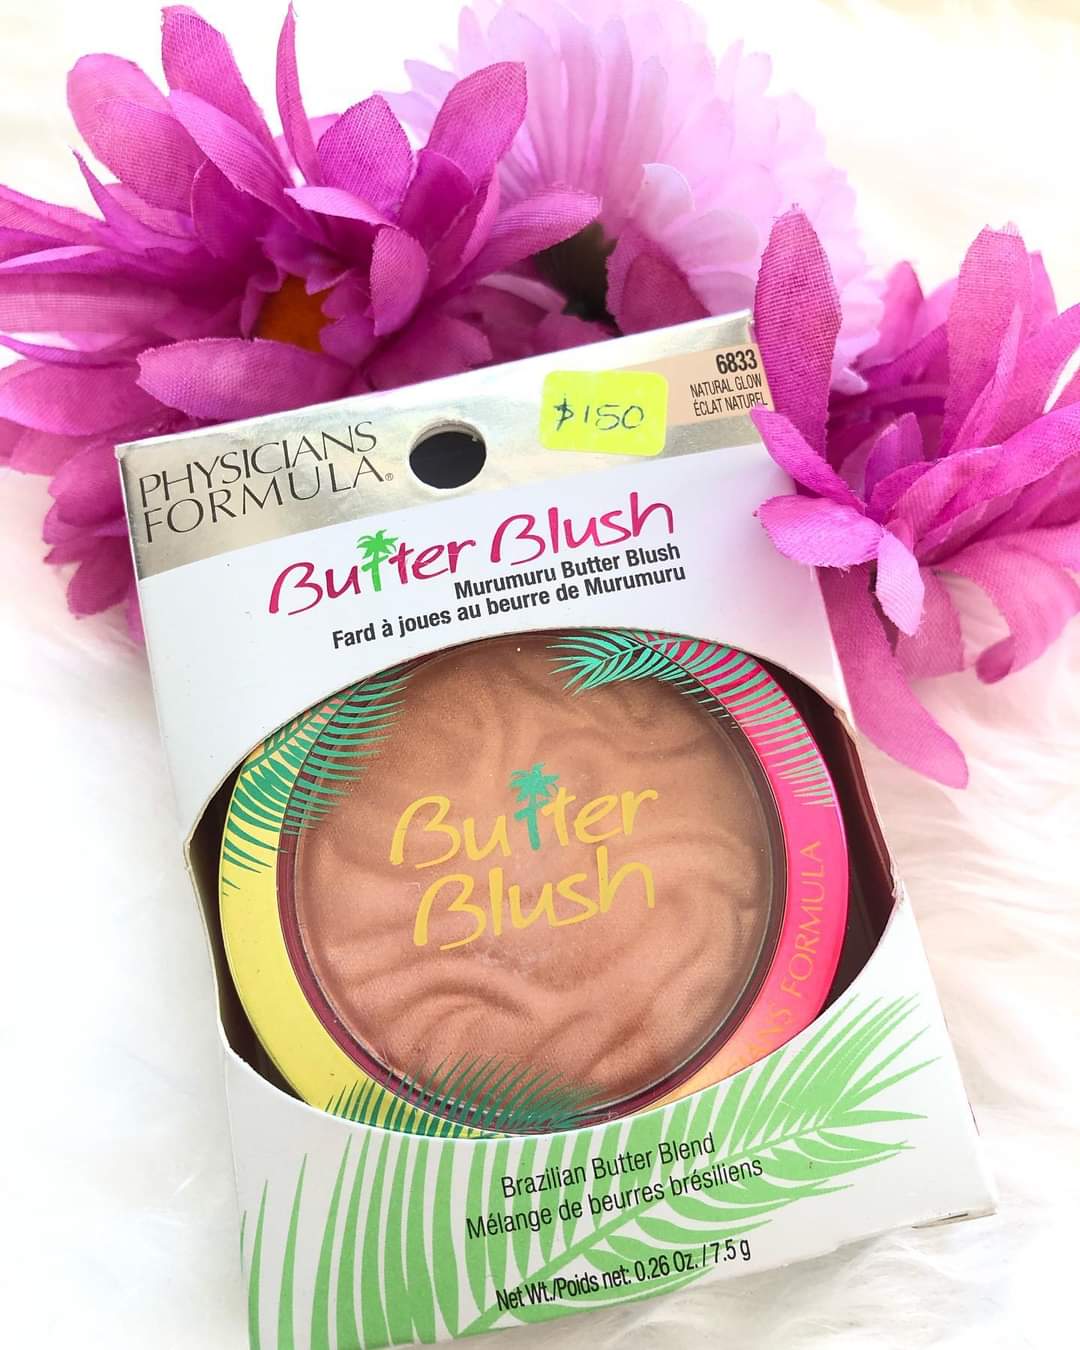 6833
NATURAL GLOW
ÉCLAT NATUREL
$150
PHYSICIANS
FORMULA®
Butter Blush
Murumuru Butter Blush
Fard à joues au beurre de Murumuru
Butter
Blush
CIANS FORMULA
Brazilian Butter Blend
Mélange de beurres brésiliens
Net Wt./Poids net: 0.26 Oz. / 7.5 g